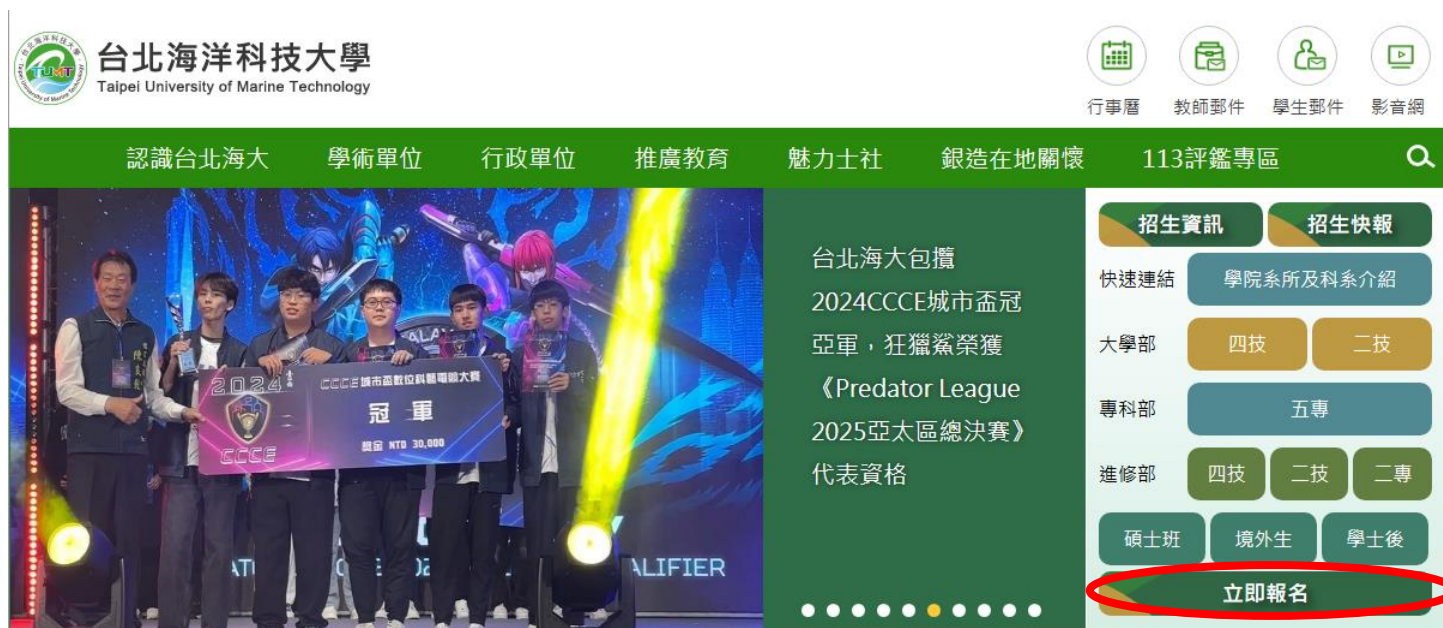 台北海洋科技大學
Taipei University of Marine Technology
TUMT
行事曆
教師郵件
學生郵件
影音網
認識台北海大
學術單位
行政單位
推廣教育
魅力士社
銀造在地關懷
113評鑑專區
2024
CCCE城市盃數位科藝電競大賽
冠軍
獎金 NTD 30,000
CCCE
台北海大包攬
2024CCCE城市盃冠
亞軍，狂獵鯊榮獲
《Predator League
2025亞太區總決賽》
代表資格
招生資訊
招生快報
快速連結
學院系所及科系介紹
大學部
四技
二技
專科部
五專
進修部
四技
二技
二專
碩士班
境外生
學士後
立即報名